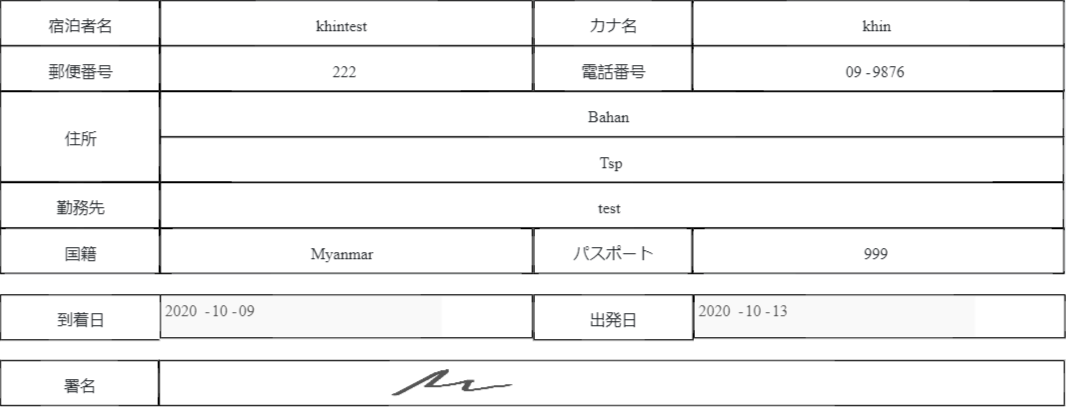 宿泊者名 khintest カナ名 khin
郵便番号 222 電話番号 09 -9876
住所 Bahan
Tsp
勤務先 test
国籍 Myanmar パスポート 999
到着日 2020 -10 -09 出発日 2020 -10 -13
署名